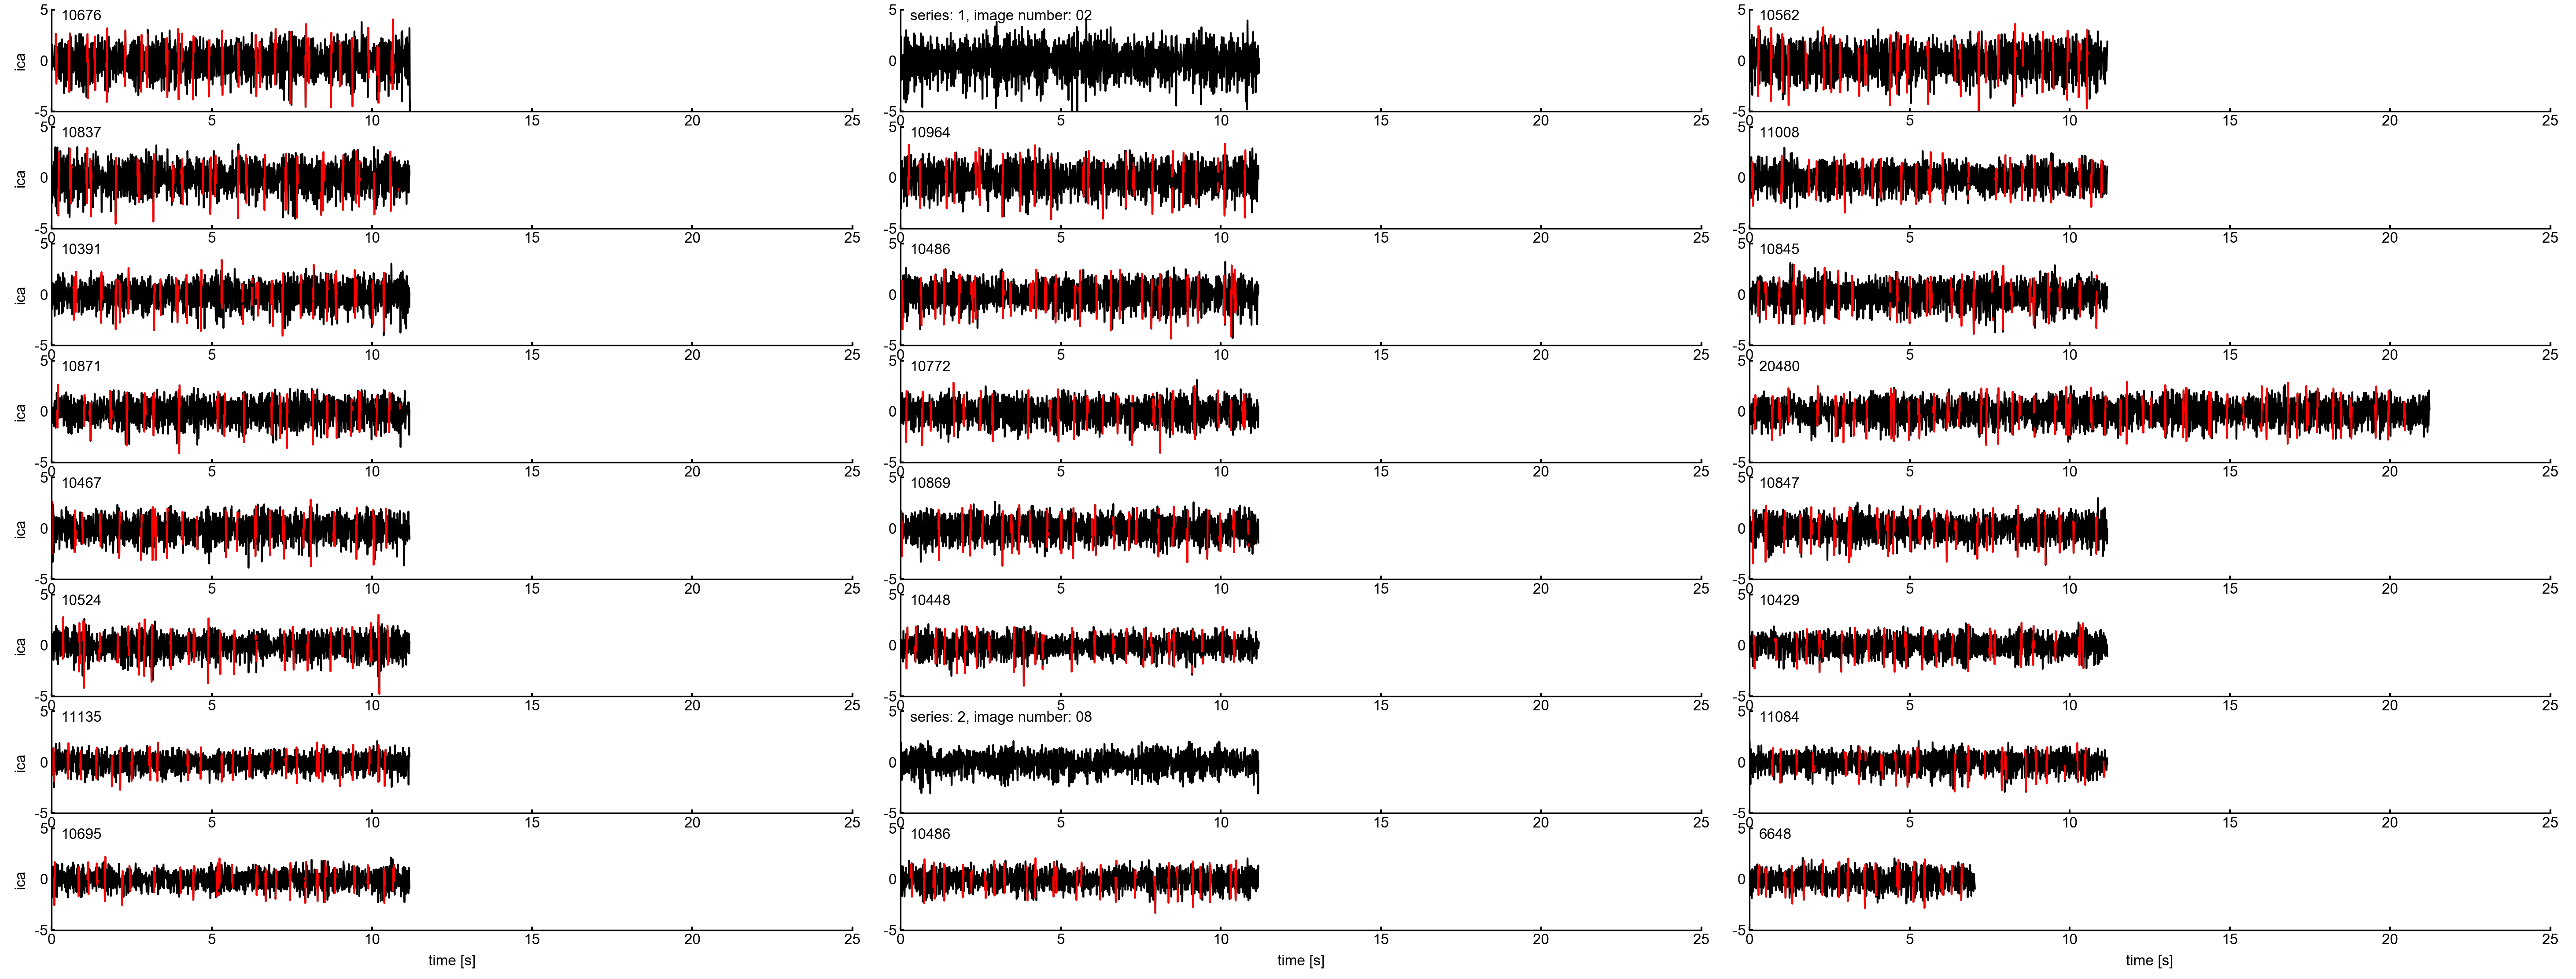 5 10676 5 series: 1, image number: 02 5 10562
ica 0 0 0
-5 -5 -5
0 5 10 15 20 25 0 5 10 15 20 25 0 5 10 15 20 25
5 10837 5 10964 5 11008
ica 0 0 0
-5 -5 -5
0 5 10 15 20 25 0 5 10 15 20 25 0 5 10 15 20 25
5 10391 5 10486 5 10845
ica 0 0 0
-5 -5 -5
0 5 10 15 20 25 0 5 10 15 20 25 0 5 10 15 20 25
5 10871 5 10772 5 20480
ica 0 0 0
-5 -5 -5
0 5 10 15 20 25 0 5 10 15 20 25 0 5 10 15 20 25
5 10467 5 10869 5 10847
ica 0 0 0
-5 -5 -5
0 5 10 15 20 25 0 5 10 15 20 25 0 5 10 15 20 25
5 10524 5 10448 5 10429
ica 0 0 0
-5 -5 -5
0 5 10 15 20 25 0 5 10 15 20 25 0 5 10 15 20 25
5 11135 5 series: 2, image number: 08 5 11084
ica 0 0 0
-5 -5 -5
0 5 10 15 20 25 0 5 10 15 20 25 0 5 10 15 20 25
5 10695 5 10486 5 6648
ica 0 0 0
-5 -5 -5
0 5 10 15 20 25 0 5 10 15 20 25 0 5 10 15 20 25
time [s] time [s] time [s]